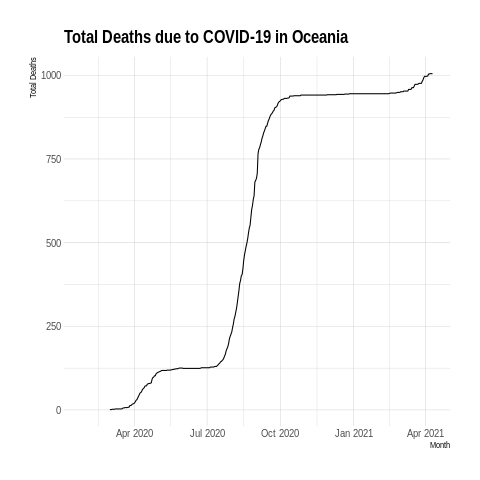 Total Deaths due to COVID-19 in Oceania
Total Deaths
1000
750
500
250
0
Apr 2020 Jul 2020 Oct 2020 Jan 2021 Apr 2021
Month